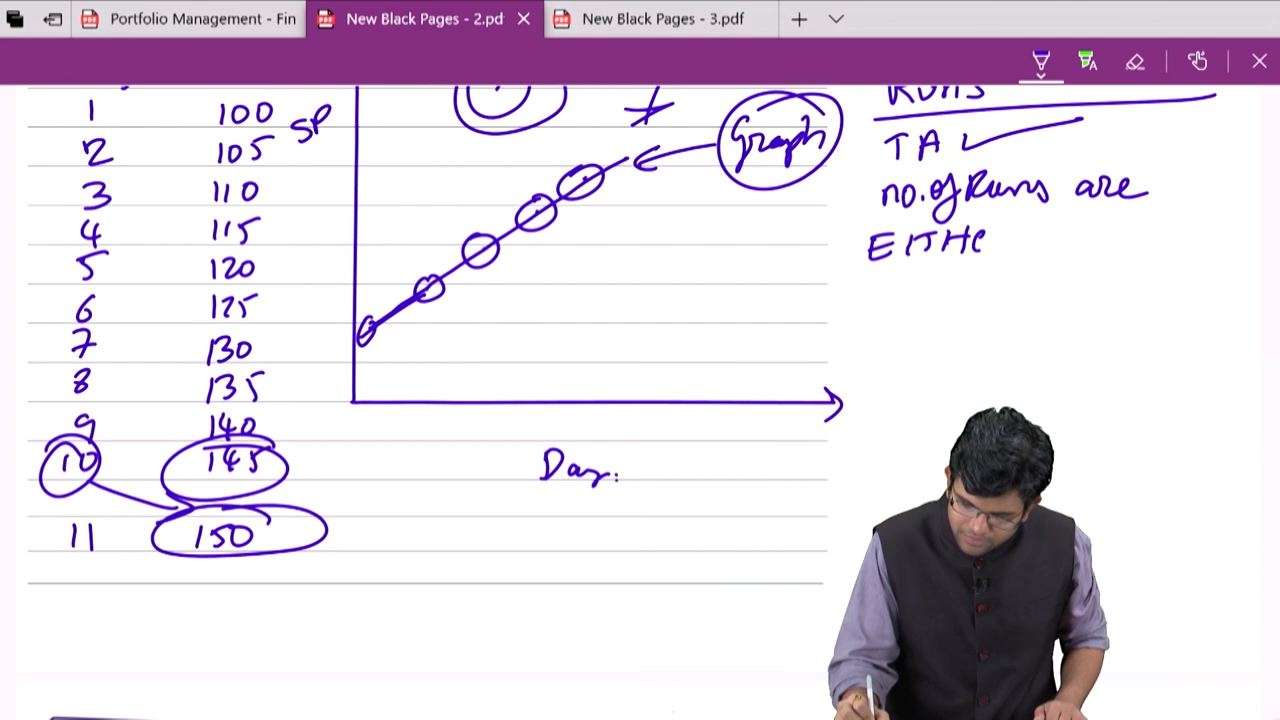 Portfolio Management - Fin
New Black Pages - 2.pd
New Black Pages - 3.pdf
1 100
2 105 SP
3 110
4 115
5 120
6 125
7 130
8 135
9 140
10 145
11 150
Graph
Day:
Runs
TA
no.of Runs are
EITHE